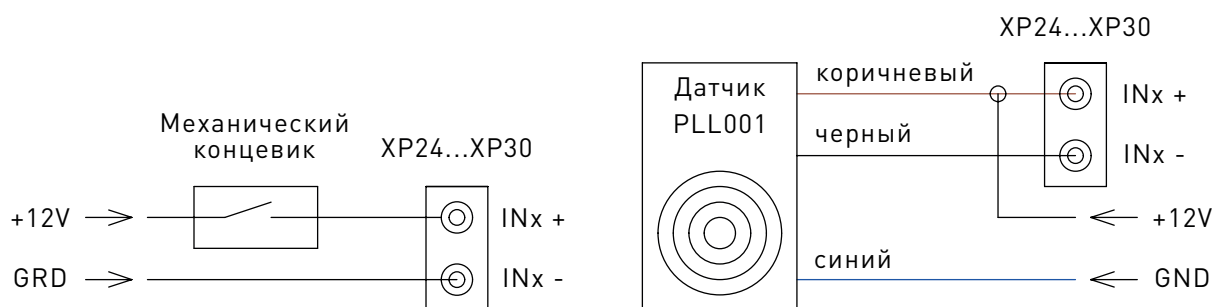 Механический
концевик
XP24...XP30
+12V
INx +
GRD
INx -
XP24...XP30
Датчик
PLL001
коричневый
INx +
черный
INx -
+12V
синий
GND